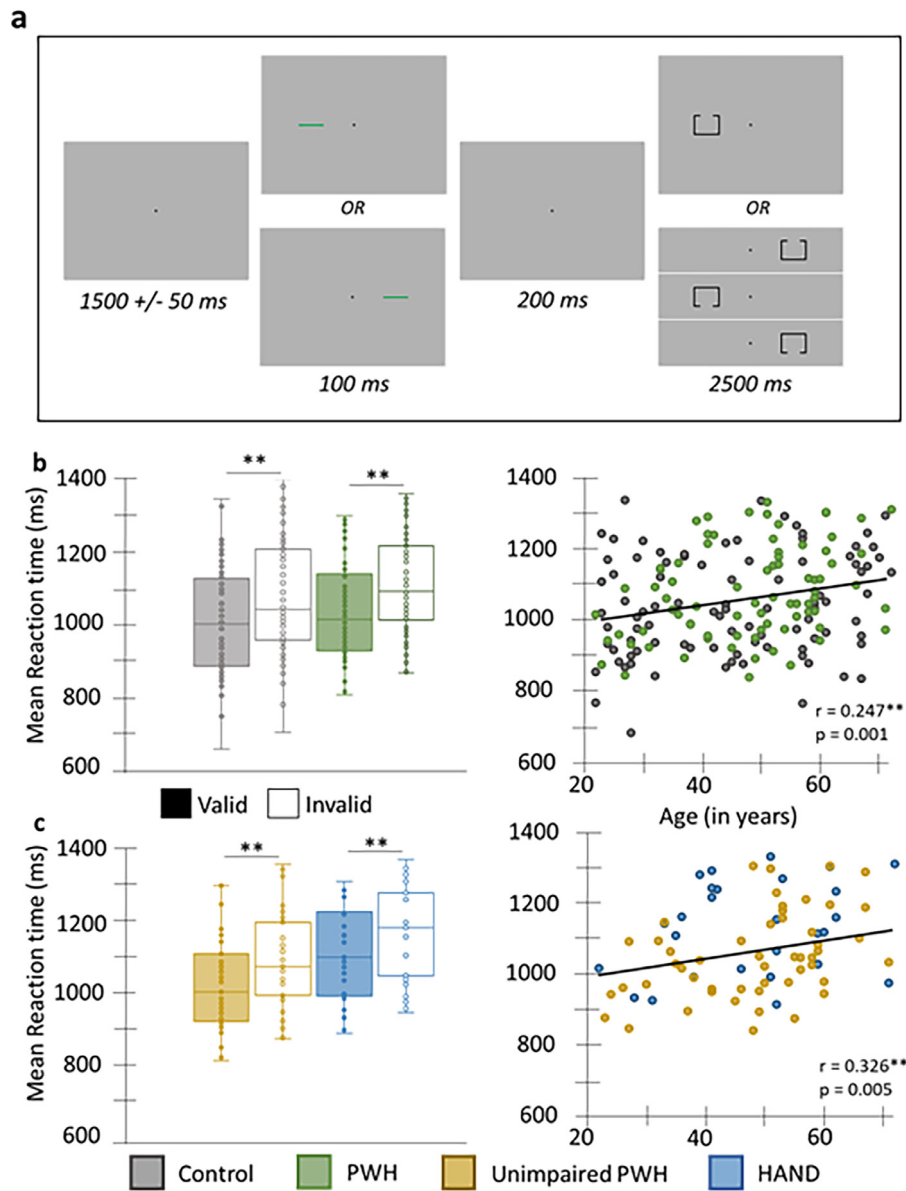 a
OR
OR
1500 +/- 50 ms
200 ms
100 ms
2500 ms
b
Mean Reaction time (ms)
1400
1200
1000
800
600
**
**
Valid
Invalid
1400
1200
1000
800
600
r = 0.247**
p = 0.001
20
40
60
Age (in years)
c
Mean Reaction time (ms)
1400
1200
1000
800
600
**
**
1400
1200
1000
800
600
r = 0.326**
p = 0.005
20
40
60
Control
PWH
Unimpaired PWH
HAND